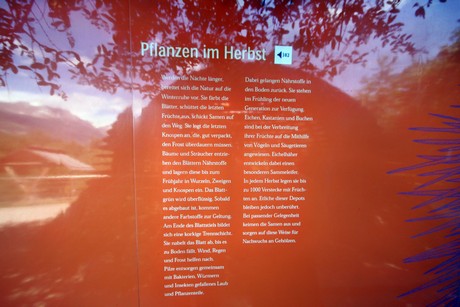 Pflanzen im Herbst
242
Werden die Nächte länger,
bereitet sich die Natur auf die
Winterruhe vor. Sie färbt die
Blätter, schüttet die letzten
Früchte aus, schickt Samen auf
den Weg. Sie legt die letzten
Knospen an, die, gut verpackt,
den Frost überdauern müssen.
Bäume und Sträucher entzie-
hen den Blättern Nährstoffe
und lagern diese bis zum
Frühjahr in Wurzeln, Zweigen
und Knospen ein. Das Blatt-
grün wird überflüssig. Sobald
es abgebaut ist, kommen
andere Farbstoffe zur Geltung.
Am Ende des Blattstiels bildet
sich eine korkige Trennschicht.
Sie nabelt das Blatt ab, bis es
zu Boden fällt. Wind, Regen
und Frost helfen nach.
Pilze entsorgen gemeinsam
mit Bakterien, Würmern
und Insekten gefallenes Laub
und Pflanzenteile.
Dabei gelangen Nährstoffe in
den Boden zurück. Sie stehen
im Frühling der neuen
Generation zur Verfügung.
Eichen, Kastanien und Buchen
sind bei der Verbreitung
ihrer Früchte auf die Mithilfe
von Vögeln und Säugetieren
angewiesen. Eichelhäher
entwickeln dabei einen
besonderen Sammeleifer.
In jedem Herbst legen sie bis
zu 1000 Verstecke mit Früch-
ten an. Etliche dieser Depots
bleiben jedoch unberührt.
Bei passender Gelegenheit
keimen die Samen aus und
sorgen auf diese Weise für
Nachwuchs an Gehölzen.